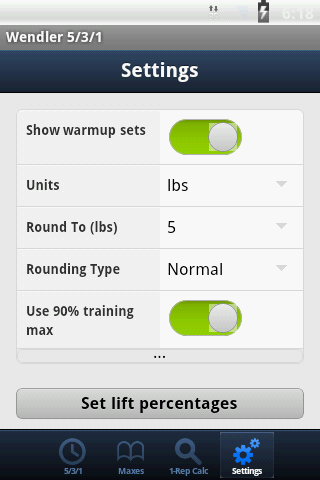 6:18
Wendler 5/3/1
Settings
Show warmup sets
Units
lbs
Round To (lbs)
5
Rounding Type
Normal
Use 90% training
max
...
Set lift percentages
5/3/1
Maxes
1-Rep Calc
Settings